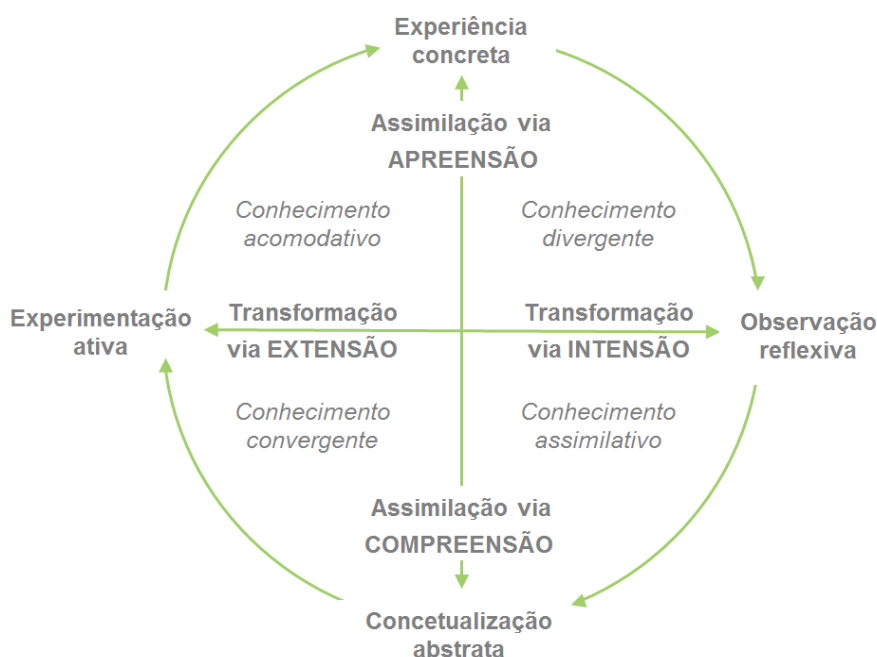 Experiência
concreta
Assimilação via
APREENSÃO
Conhecimento
acomodativo
Conhecimento
divergente
Experimentação
ativa
Transformação
via EXTENSÃO
Transformação
via INTENSÃO
Observação
reflexiva
Conhecimento
convergente
Conhecimento
assimilativo
Assimilação via
COMPREENSÃO
Concetualização
abstrata